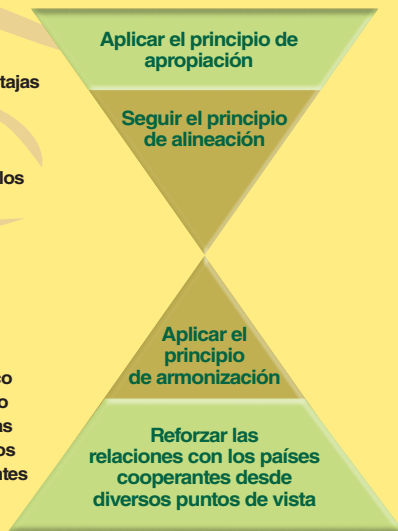 Aplicar el principio de
apropiación
tajas
Seguir el principio
de alineación
los
Aplicar el
principio
de armonización
co
o
as
os
ntes
Reforzar las
relaciones con los países
cooperantes desde
diversos puntos de vista